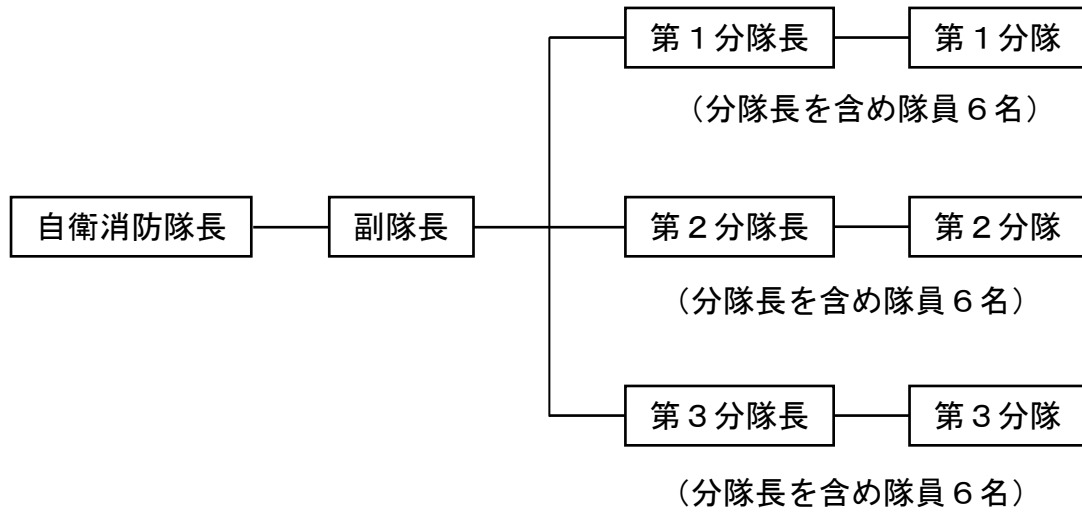 第１分隊長
第１分隊
（分隊長を含め隊員６名）
自衛消防隊長
副隊長
第２分隊長
第２分隊
（分隊長を含め隊員６名）
第３分隊長
第３分隊
（分隊長を含め隊員６名）